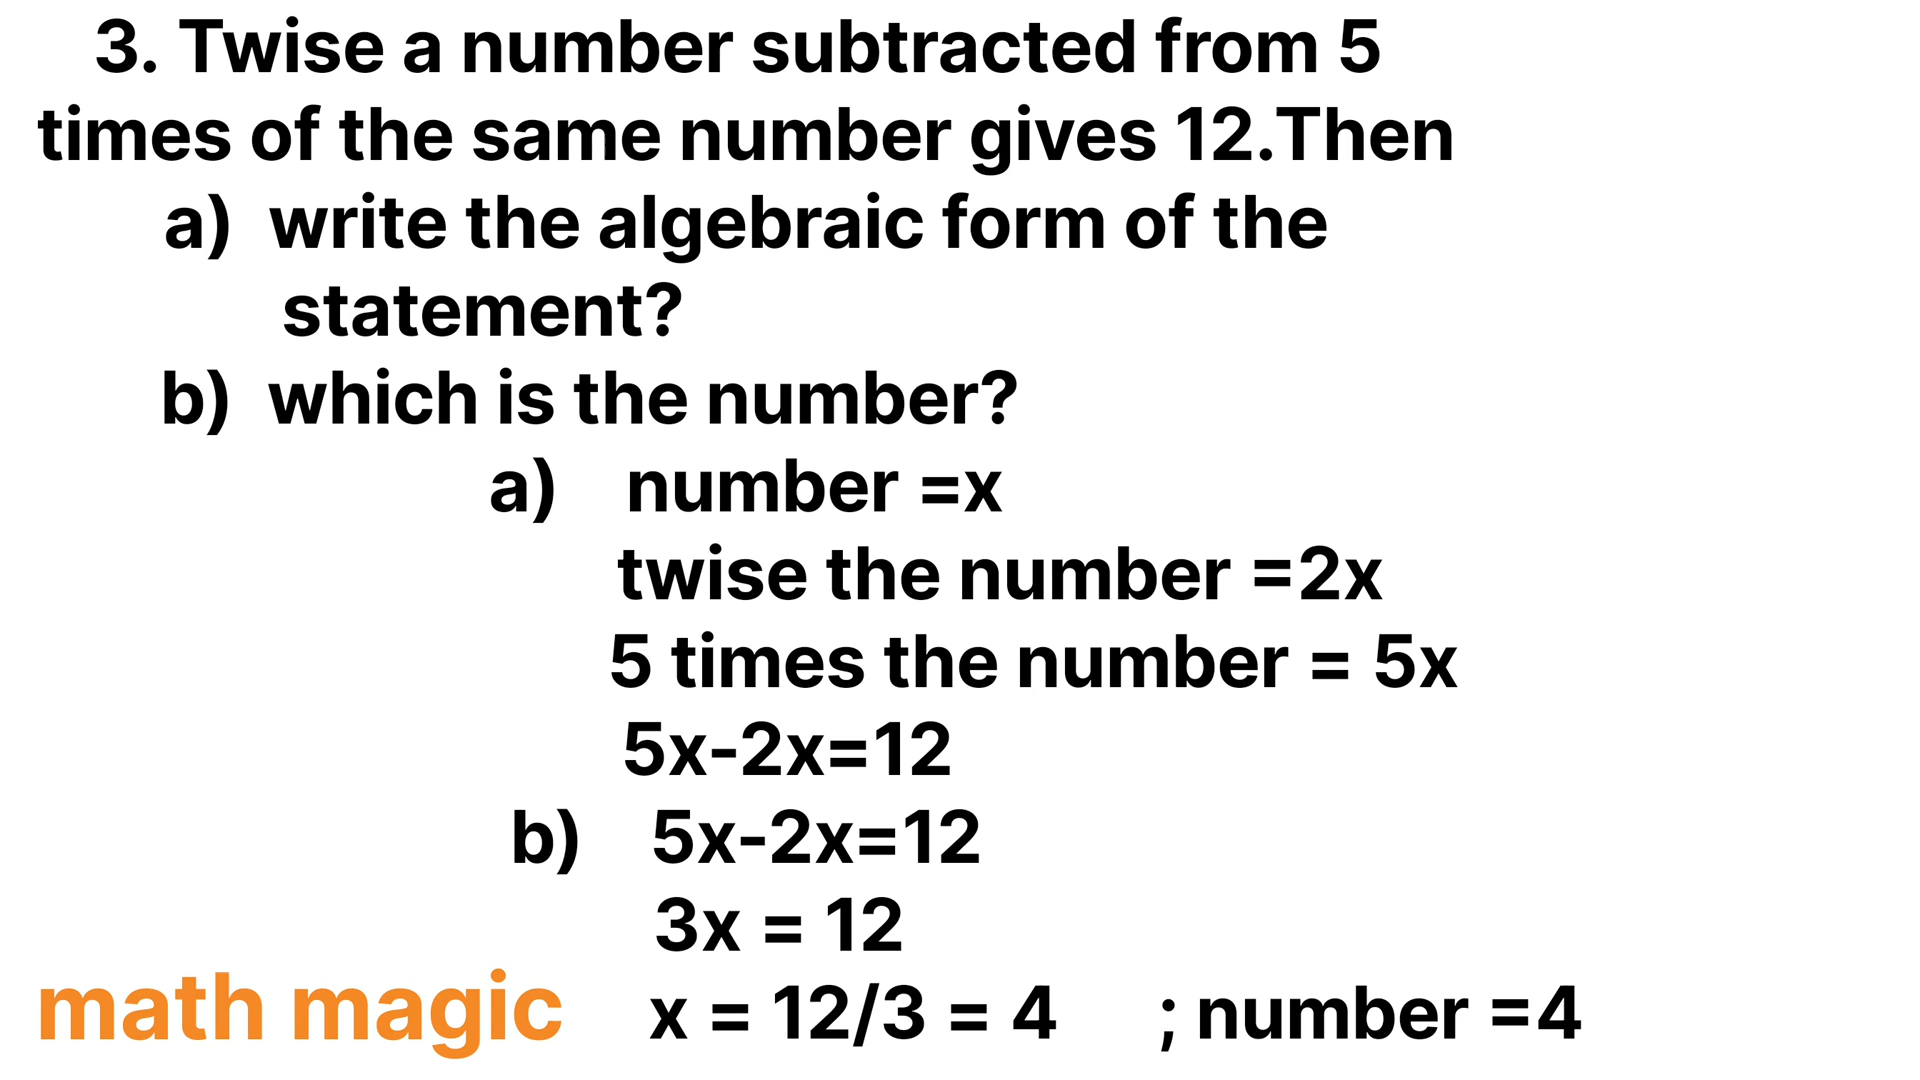 3. Twise a number subtracted from 5
times of the same number gives 12.Then
a) write the algebraic form of the
statement?
b) which is the number?
a) number =x
twise the number =2x
5 times the number = 5x
5x-2x=12
b) 5x-2x=12
3x = 12
math magic x = 12/3 = 4 ; number =4